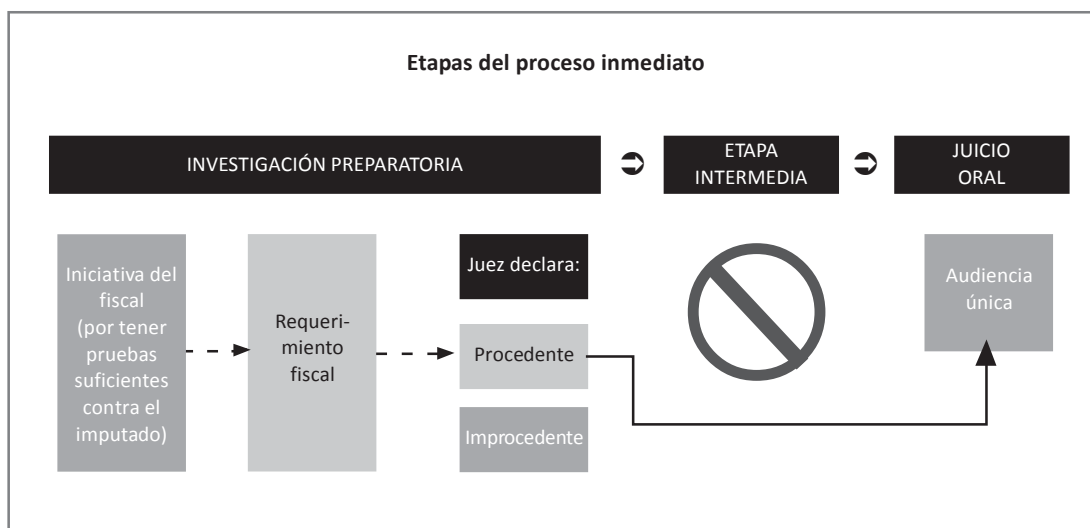 Etapas del proceso inmediato
INVESTIGACIÓN PREPARATORIA
ETAPA
INTERMEDIA
JUICIO
ORAL
Iniciativa del
fiscal
(por tener
pruebas
suficientes
contra el
imputado)
Requeri-
miento
fiscal
Juez declara:
Procedente
Improcedente
Audiencia
única